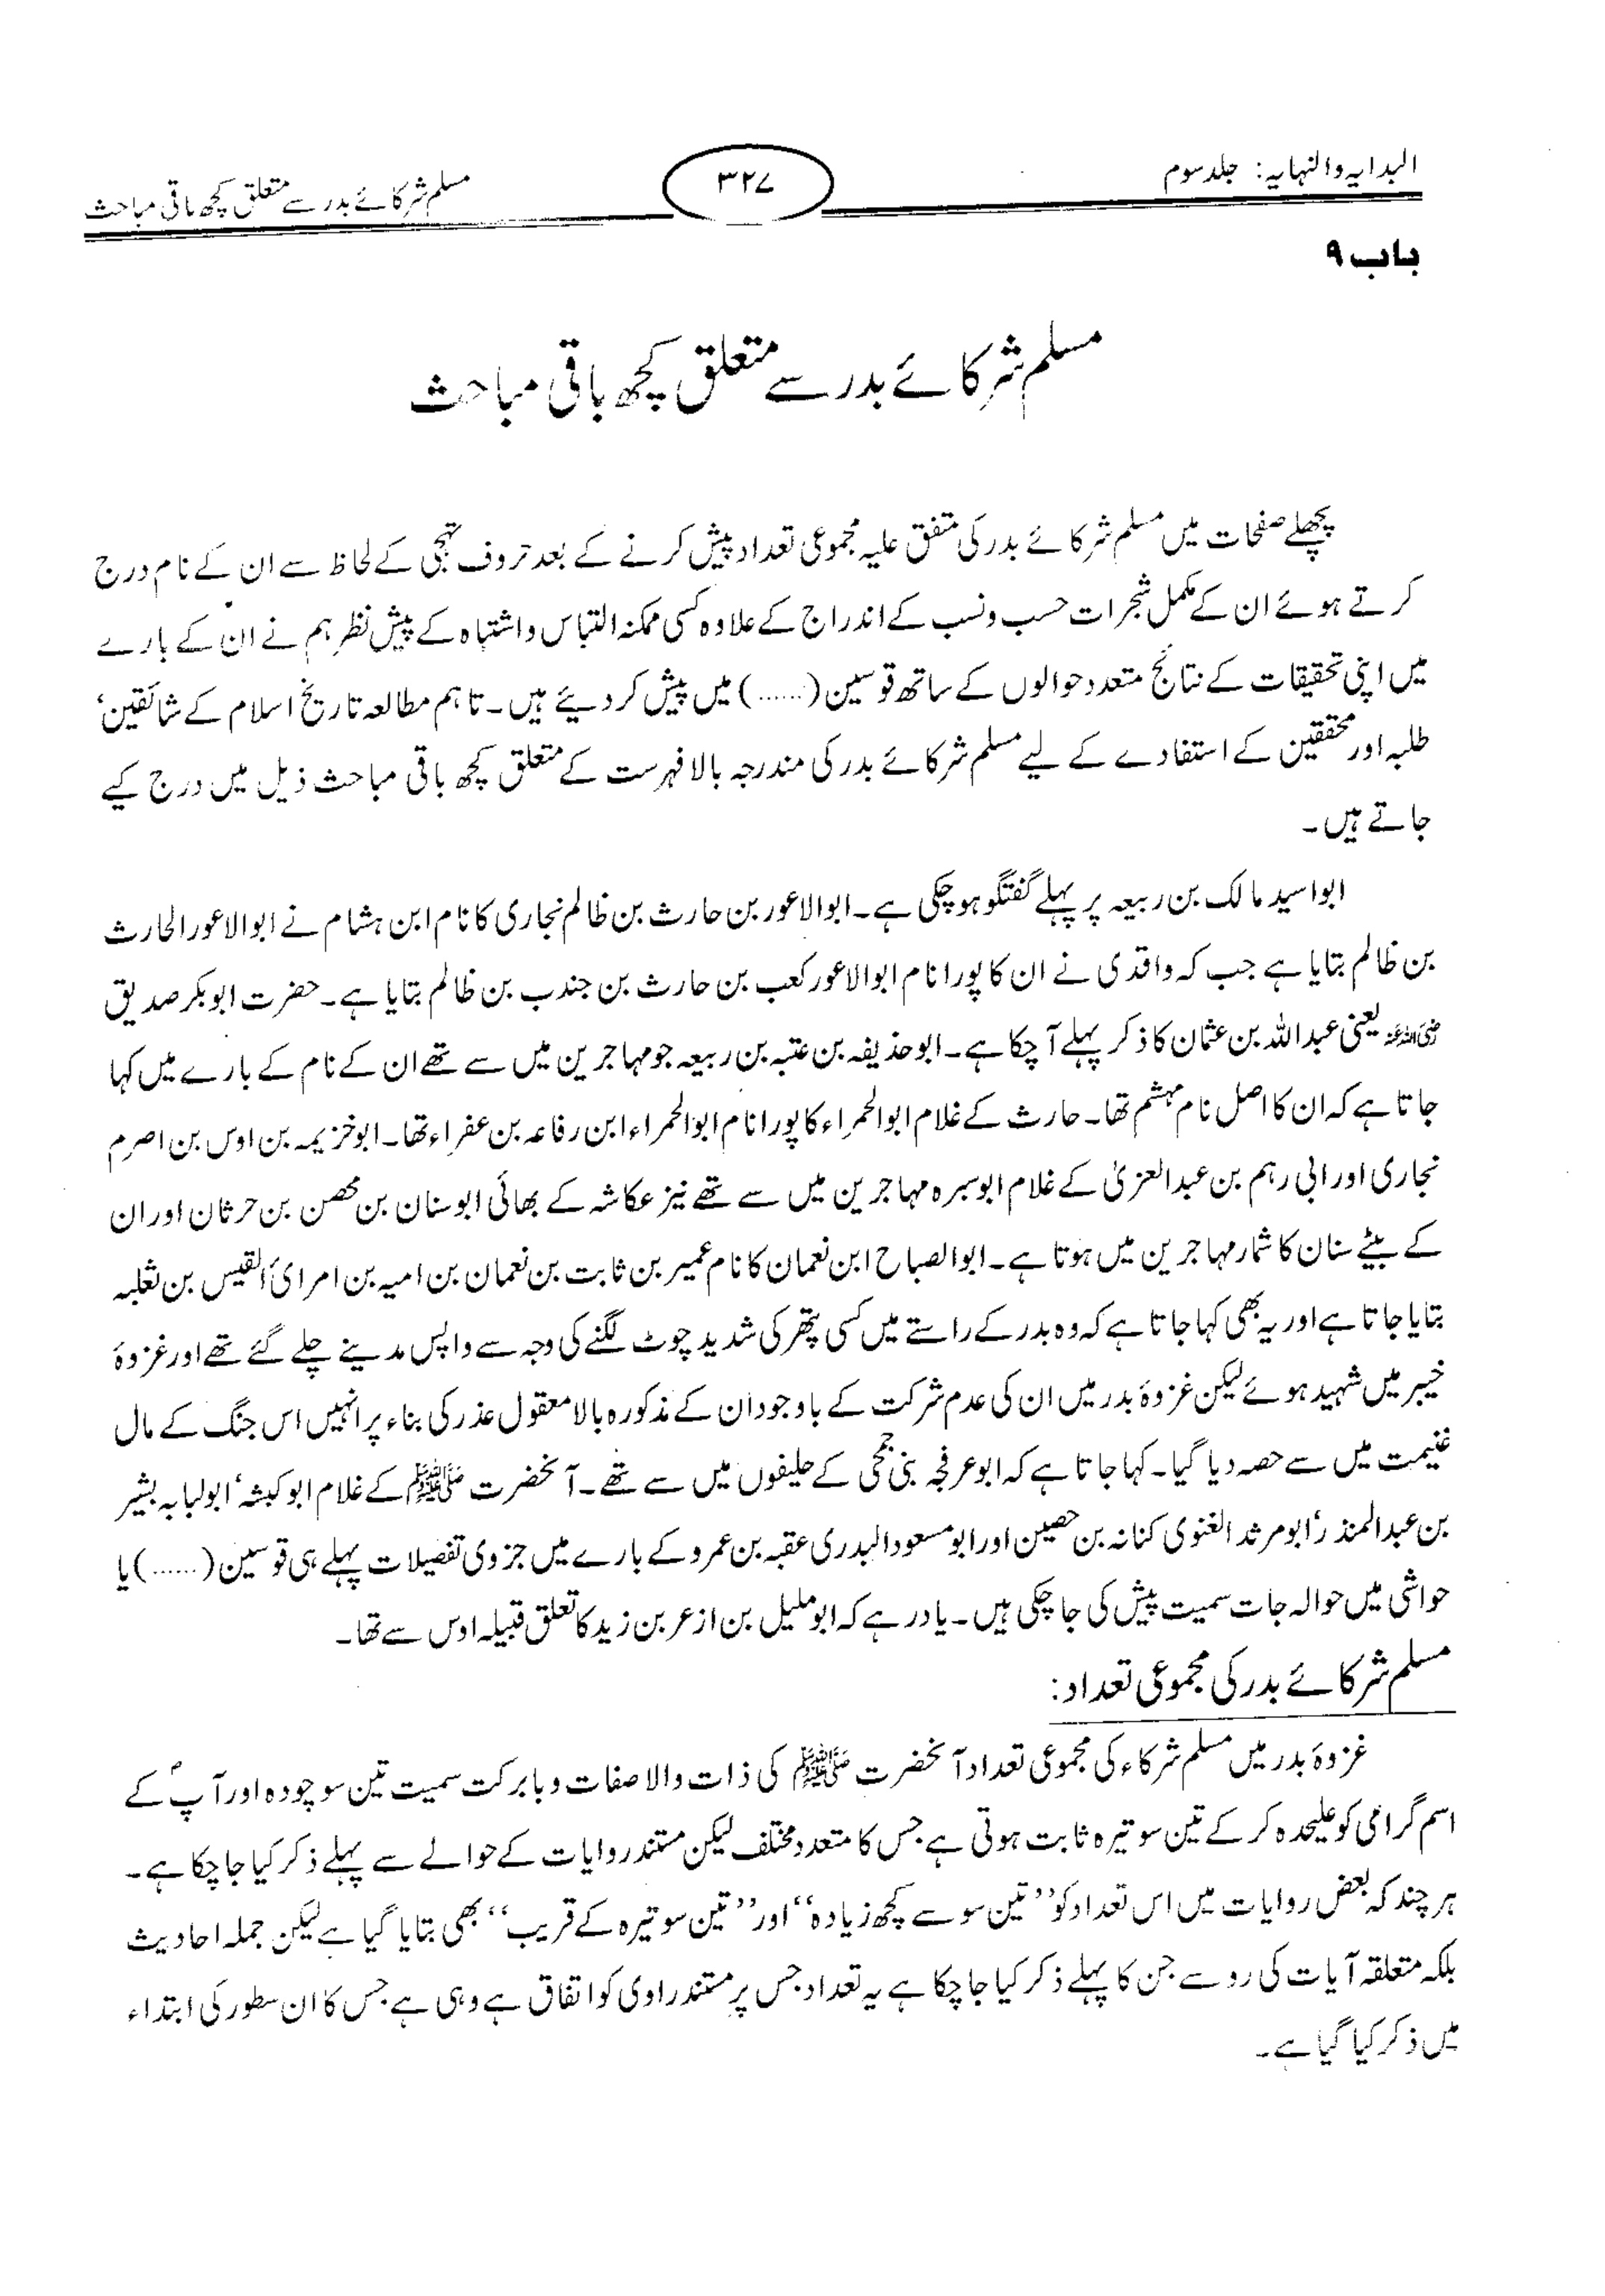 البدایہ والنہایہ: جلد سوم
۳۲۷
مسلم شرکائے بدر سے متعلق کچھ باقی مباحث
باب ۹
مسلم شرکائے بدر سے متعلق کچھ باقی مباحث
پچھلے صفحات میں مسلم شرکائے بدر کی متفق علیہ مجموعی تعداد پیش کرنے کے بعد حروف تہجی کے لحاظ سے ان کے نام درج
کرتے ہوئے ان کے مکمل شجرات حسب و نسب کے اندراج کے علاوہ کسی ممکنہ التباس و اشتباہ کے پیش نظر ہم نے ان کے بارے
میں اپنی تحقیقات کے نتائج متعدد حوالوں کے ساتھ قوسین (......) میں پیش کر دیئے ہیں۔ تاہم مطالعہ تاریخ اسلام کے شائقین‘
طلبہ اور محققین کے استفادے کے لیے مسلم شرکائے بدر کی مندرجہ بالا فہرست کے متعلق کچھ باقی مباحث ذیل میں درج کیے
جاتے ہیں۔
ابواسید مالک بن ربیعہ پر پہلے گفتگو ہو چکی ہے۔ ابوالاعور بن حارث بن ظالم نجاری کا نام ابن ہشام نے ابوالاعور الحارث
بن ظالم بتایا ہے جب کہ واقدی نے ان کا پورا نام ابوالاعور کعب بن حارث بن جندب بن ظالم بتایا ہے۔ حضرت ابوبکر صدیق
رضی اللہ عنہ یعنی عبداللہ بن عثمان کا ذکر پہلے آ چکا ہے۔ ابوحذیفہ بن عتبہ بن ربیعہ جو مہاجرین میں سے تھے ان کے نام کے بارے میں کہا
جاتا ہے کہ ان کا اصل نام مہشم تھا۔ حارث کے غلام ابوالحمراء کا پورا نام ابوالحمراء ابن رفاعہ بن عفراء تھا۔ ابوخزیمہ بن اوس بن اصرم
نجاری اور ابی رہم بن عبدالعزیٰ کے غلام ابوسبرہ مہاجرین میں سے تھے نیز عکاشہ کے بھائی ابوسنان بن محصن بن حرثان اور ان
کے بیٹے سنان کا شمار مہاجرین میں ہوتا ہے۔ ابوالصباح ابن نعمان کا نام عمیر بن ثابت بن نعمان بن امیہ بن امرائ القیس بن ثعلبہ
بتایا جاتا ہے اور یہ بھی کہا جاتا ہے کہ وہ بدر کے راستے میں کسی پتھر کی شدید چوٹ لگنے کی وجہ سے واپس مدینے چلے گئے تھے اور غزوۂ
خیبر میں شہید ہوئے لیکن غزوۂ بدر میں ان کی عدم شرکت کے باوجود ان کے مذکورہ بالا معقول عذر کی بناء پر انہیں اس جنگ کے مال
غنیمت میں سے حصہ دیا گیا۔ کہا جاتا ہے کہ ابوعرفجہ بنی جمحی کے حلیفوں میں سے تھے۔ آنحضرت ﷺ کے غلام ابوکبشہ‘ ابولبابہ بشیر
بن عبدالمنذر‘ ابومرثد الغنوی کنانہ بن حصین اور ابومسعود البدری عقبہ بن عمرو کے بارے میں جزوی تفصیلات پہلے ہی قوسین (......) یا
حواشی میں حوالہ جات سمیت پیش کی جا چکی ہیں۔ یاد رہے کہ ابوملیل بن ازعر بن زید کا تعلق قبیلہ اوس سے تھا۔
مسلم شرکائے بدر کی مجموعی تعداد:
غزوۂ بدر میں مسلم شرکاء کی مجموعی تعداد آنحضرت ﷺ کی ذات والا صفات و بابرکت سمیت تین سو چودہ اور آپؐ کے
اسم گرامی کو علیحدہ کر کے تین سو تیرہ ثابت ہوتی ہے جس کا متعدد مختلف لیکن مستند روایات کے حوالے سے پہلے ذکر کیا جا چکا ہے۔
ہر چند کہ بعض روایات میں اس تعداد کو ’’تین سو سے کچھ زیادہ‘‘ اور ’’تین سو تیرہ کے قریب‘‘ بھی بتایا گیا ہے لیکن جملہ احادیث
بلکہ متعلقہ آیات کی رو سے جن کا پہلے ذکر کیا جا چکا ہے یہ تعداد جس پر مستند راوی کو اتفاق ہے وہی ہے جس کا ان سطور کی ابتداء
میں ذکر کیا گیا ہے۔